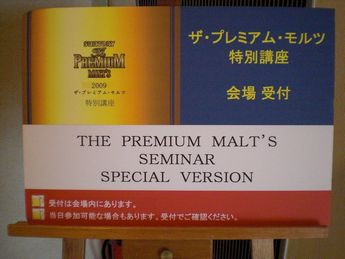 SUNTORY
THE
PREMIUM
MALT'S
2009
ザ・プレミアム・モルツ
特別講座
ザ・プレミアム・モルツ
特別講座
会場 受付
THE PREMIUM MALT'S
SEMINAR
SPECIAL VERSION
受付は会場内にあります。
当日参加可能な場合もあります。受付でご確認ください。